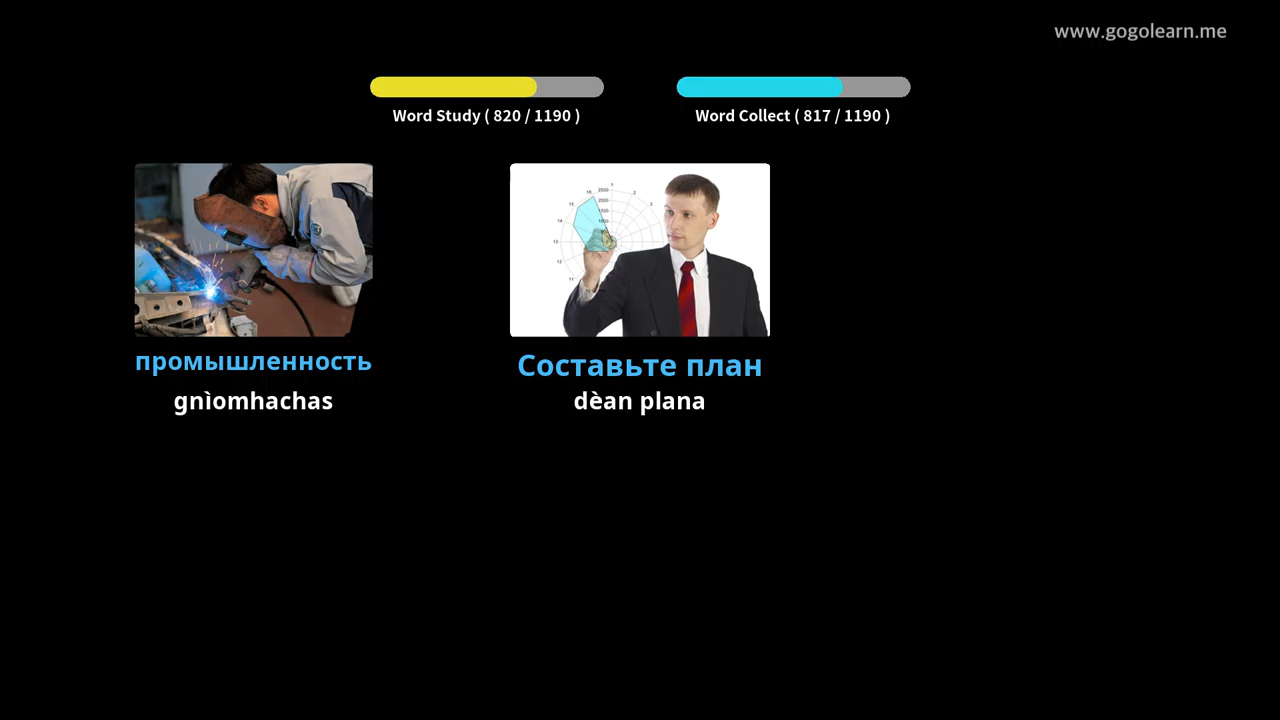 www.gogolearn.me
Word Study ( 820 / 1190 )
Word Collect ( 817 / 1190 )
промышленность
gnìomhachas
Составьте план
dèan plana